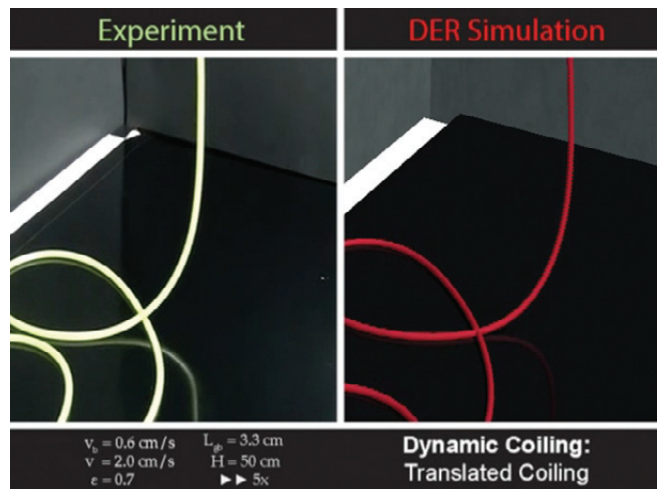 Experiment
DER Simulation
v_b = 0.6 cm/s
v = 2.0 cm/s
ε = 0.7
L_gb = 3.3 cm
H = 50 cm
►► 5x
Dynamic Coiling:
Translated Coiling